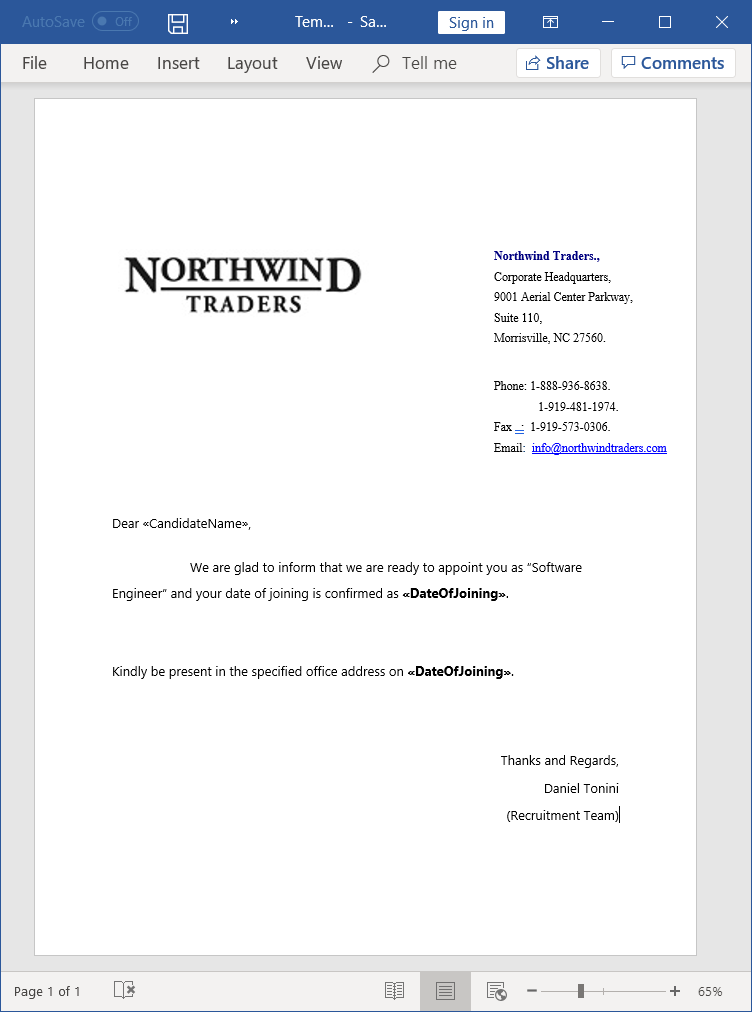 AutoSave Off Tem... - Sa... Sign in
File Home Insert Layout View Tell me Share Comments
NORTHWIND
TRADERS
Northwind Traders.,
Corporate Headquarters,
9001 Aerial Center Parkway,
Suite 110,
Morrisville, NC 27560.
Phone: 1-888-936-8638.
1-919-481-1974.
Fax ..: 1-919-573-0306.
Email: info@northwindtraders.com
Dear «CandidateName»,
We are glad to inform that we are ready to appoint you as “Software
Engineer” and your date of joining is confirmed as «DateOfJoining».
Kindly be present in the specified office address on «DateOfJoining».
Thanks and Regards,
Daniel Tonini
(Recruitment Team)
Page 1 of 1 65%